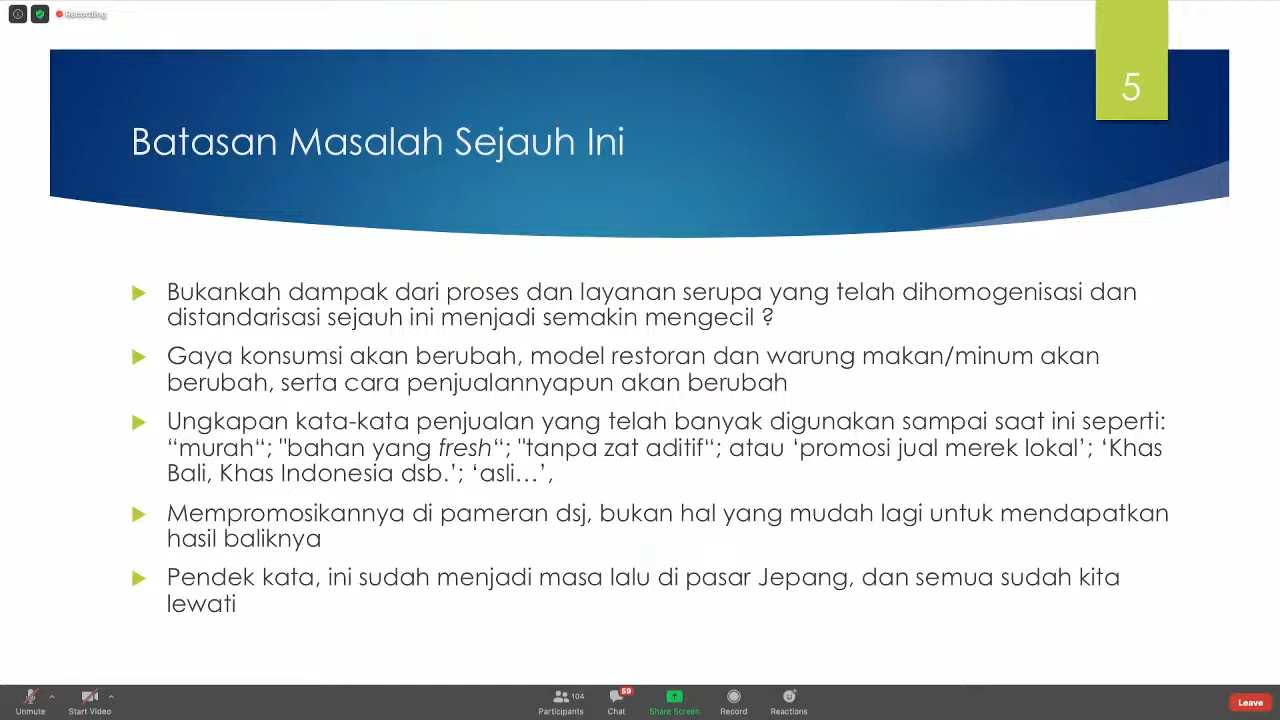 Recording
5
Batasan Masalah Sejauh Ini
Bukankah dampak dari proses dan layanan serupa yang telah dihomogenisasi dan
distandarisasi sejauh ini menjadi semakin mengecil ?
Gaya konsumsi akan berubah, model restoran dan warung makan/minum akan
berubah, serta cara penjualannyapun akan berubah
Ungkapan kata-kata penjualan yang telah banyak digunakan sampai saat ini seperti:
“murah“; "bahan yang fresh“; "tanpa zat aditif“; atau ‘promosi jual merek lokal’; ‘Khas
Bali, Khas Indonesia dsb.’; ‘asli…’,
Mempromosikannya di pameran dsj, bukan hal yang mudah lagi untuk mendapatkan
hasil baliknya
Pendek kata, ini sudah menjadi masa lalu di pasar Jepang, dan semua sudah kita
lewati
Unmute
Start Video
104
Participants
59
Chat
Share Screen
Record
Reactions
Leave